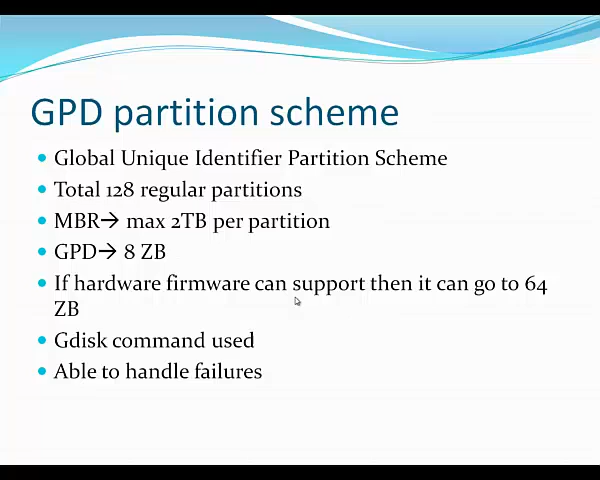 GPD partition scheme
Global Unique Identifier Partition Scheme
Total 128 regular partitions
MBR→ max 2TB per partition
GPD→ 8 ZB
If hardware firmware can support then it can go to 64
ZB
Gdisk command used
Able to handle failures